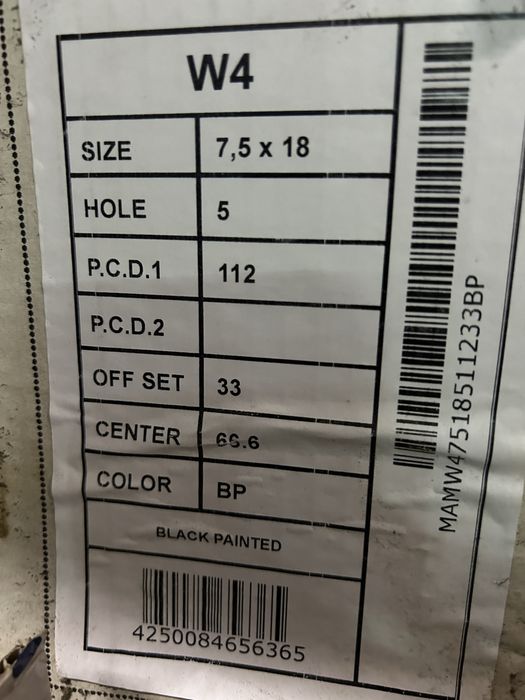 W4
SIZE 7,5 x 18
HOLE 5
P.C.D.1 112
P.C.D.2
OFF SET 33
CENTER 66.6
COLOR BP
BLACK PAINTED
4250084656365
MAMW47518511233BP